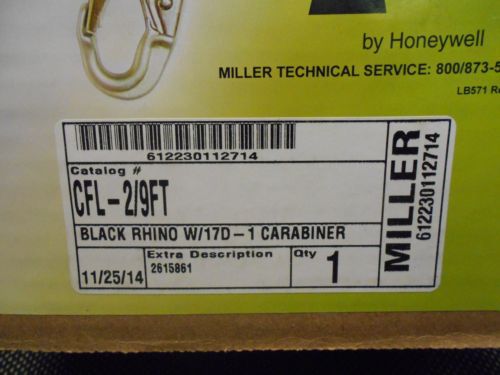 by Honeywell
MILLER TECHNICAL SERVICE: 800/873-5
LB571
612230112714
Catalog #
CFL-2/9FT
BLACK RHINO W/17D-1 CARABINER
11/25/14
Extra Description
2615861
Qty
1
MILLER
612230112714